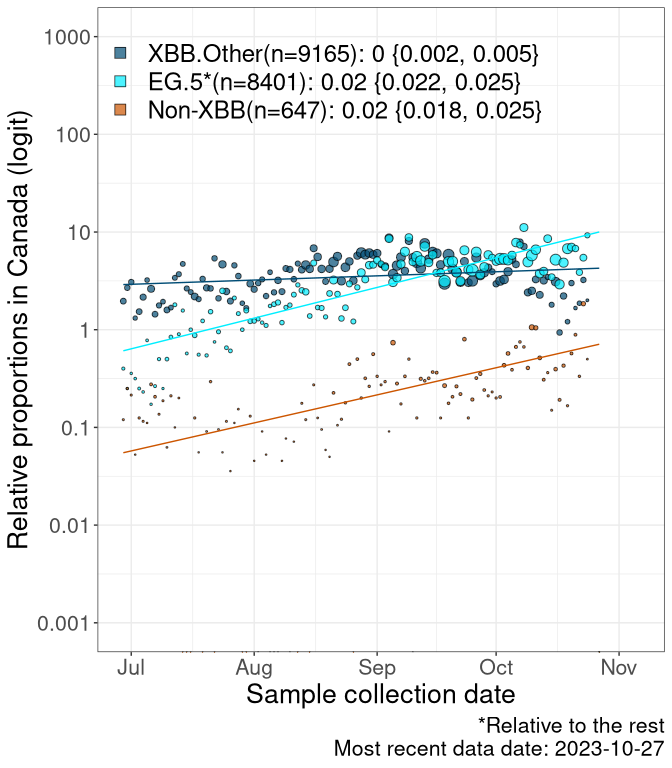 XBB.Other(n=9165): 0 {0.002, 0.005}
EG.5*(n=8401): 0.02 {0.022, 0.025}
Non-XBB(n=647): 0.02 {0.018, 0.025}
Relative proportions in Canada (logit)
1000
100
10
1
0.1
0.01
0.001
Jul Aug Sep Oct Nov
Sample collection date
*Relative to the rest
Most recent data date: 2023-10-27